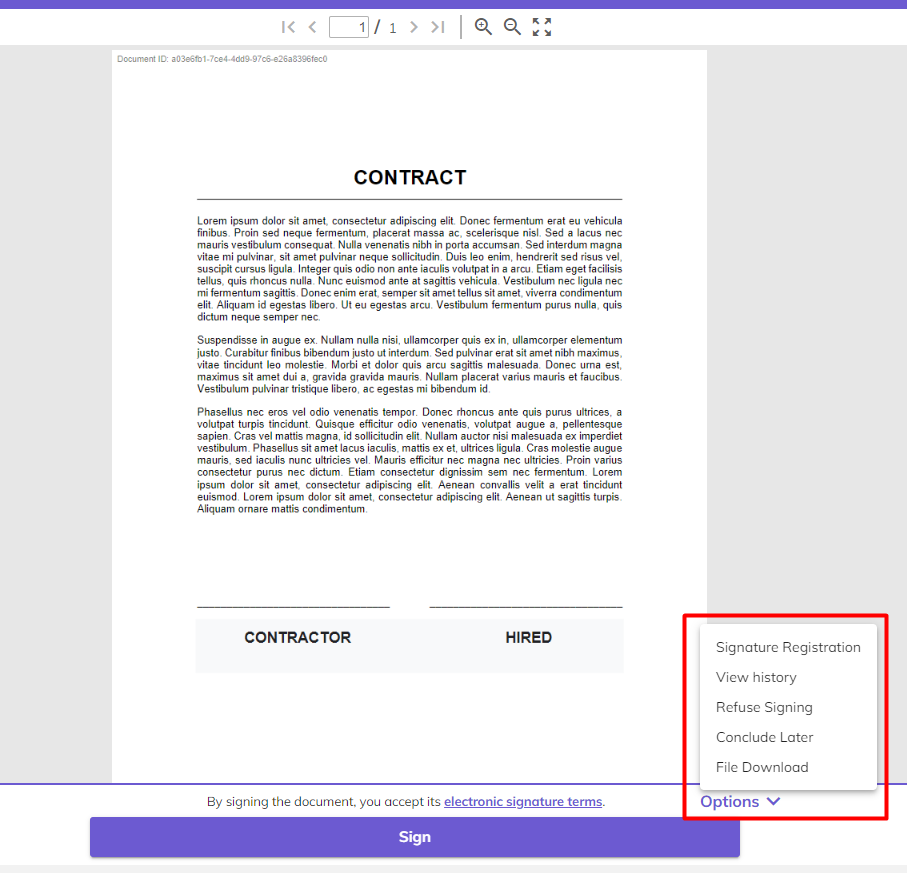 1 / 1
Document ID: a03e6fb1-7ce4-4dd9-97c6-e26a8396fec0
CONTRACT
Lorem ipsum dolor sit amet, consectetur adipiscing elit. Donec fermentum erat eu vehicula
finibus. Proin sed neque fermentum, placerat massa ac, scelerisque nisl. Sed a lacus nec
mauris vestibulum consequat. Nulla venenatis nibh in porta accumsan. Sed interdum magna
vitae mi pulvinar, sit amet pulvinar neque sollicitudin. Duis leo enim, hendrerit sed risus vel,
suscipit cursus ligula. Integer quis odio non ante iaculis volutpat in a arcu. Etiam eget facilisis
tellus, quis rhoncus nulla. Nunc euismod ante at sagittis vehicula. Vestibulum nec ligula nec
mi fermentum sagittis. Donec enim erat, semper sit amet tellus sit amet, viverra condimentum
elit. Aliquam id egestas libero. Ut eu egestas arcu. Vestibulum fermentum purus nulla, quis
dictum neque semper nec.
Suspendisse in augue ex. Nullam nulla nisi, ullamcorper quis ex in, ullamcorper elementum
justo. Curabitur finibus bibendum justo ut interdum. Sed pulvinar erat sit amet nibh maximus,
vitae tincidunt leo molestie. Morbi et dolor quis arcu sagittis malesuada. Donec urna est,
maximus sit amet dui a, gravida gravida mauris. Nullam placerat varius mauris et faucibus.
Vestibulum pulvinar tristique libero, ac egestas mi bibendum id.
Phasellus nec eros vel odio venenatis tempor. Donec rhoncus ante quis purus ultrices, a
volutpat turpis tincidunt. Quisque efficitur odio venenatis, volutpat augue a, pellentesque
sapien. Cras vel mattis magna, id sollicitudin elit. Nullam auctor nisi malesuada ex imperdiet
vestibulum. Phasellus sit amet lacus iaculis, mattis ex et, ultrices ligula. Cras molestie augue
mauris, sed iaculis nunc ultricies vel. Mauris efficitur nec magna nec ultricies. Proin varius
consectetur purus nec dictum. Etiam consectetur dignissim sem nec fermentum. Lorem
ipsum dolor sit amet, consectetur adipiscing elit. Aenean convallis velit a erat tincidunt
euismod. Lorem ipsum dolor sit amet, consectetur adipiscing elit. Aenean ut sagittis turpis.
Aliquam ornare mattis condimentum.
CONTRACTOR HIRED
Signature Registration
View history
Refuse Signing
Conclude Later
File Download
By signing the document, you accept its electronic signature terms.
Options
Sign